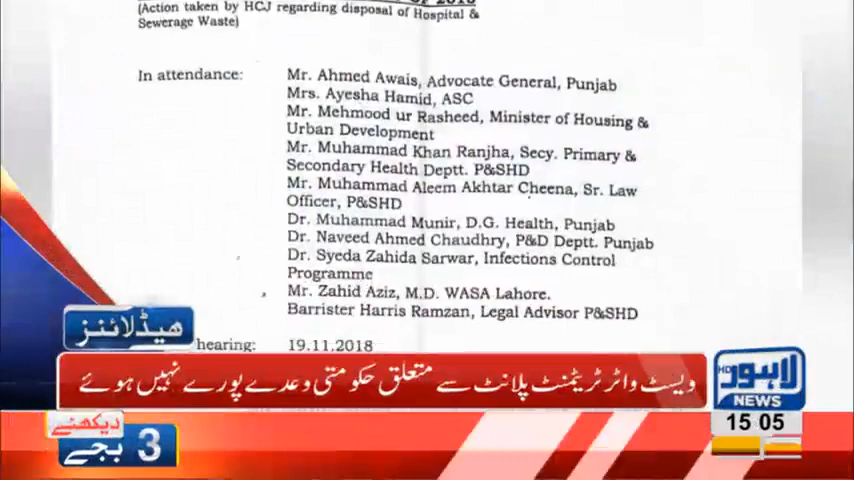 (Action taken by HCJ regarding disposal of Hospital &
Sewerage Waste)
In attendance:
Mr. Ahmed Awais, Advocate General, Punjab
Mrs. Ayesha Hamid, ASC
Mr. Mehmood ur Rasheed, Minister of Housing &
Urban Development
Mr. Muhammad Khan Ranjha, Secy. Primary &
Secondary Health Deptt. P&SHD
Mr. Muhammad Aleem Akhtar Cheena, Sr. Law
Officer, P&SHD
Dr. Muhammad Munir, D.G. Health, Punjab
Dr. Naveed Ahmed Chaudhry, P&D Deptt. Punjab
Dr. Syeda Zahida Sarwar, Infections Control
Programme
Mr. Zahid Aziz, M.D. WASA Lahore.
Barrister Harris Ramzan, Legal Advisor P&SHD
hearing: 19.11.2018
ہیڈلائنز
ویسٹ واٹر ٹریٹمنٹ پلانٹ سے متعلق حکومتی وعدے پورے نہیں ہوئے
لاہور
HD
NEWS
15 05
دیکھئے
3 بجے